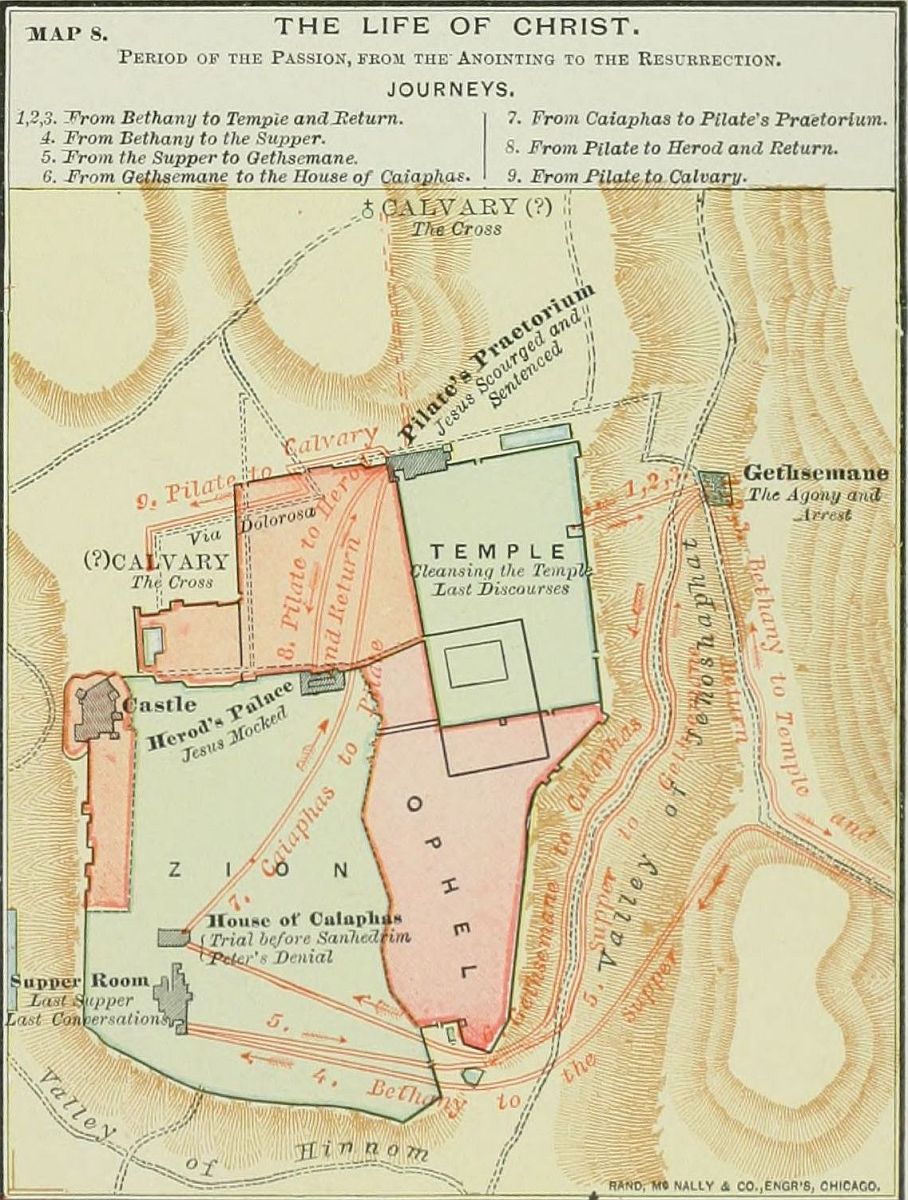 MAP 8.
THE LIFE OF CHRIST.
PERIOD OF THE PASSION, FROM THE ANOINTING TO THE RESURRECTION.
JOURNEYS.
1,2,3. From Bethany to Temple and Return.
4. From Bethany to the Supper.
5. From the Supper to Gethsemane.
6. From Gethsemane to the House of Caiaphas.
7. From Caiaphas to Pilate's Praetorium.
8. From Pilate to Herod and Return.
9. From Pilate to Calvary.
CALVARY (?)
The Cross
Pilate's Praetorium
Jesus Scourged and
Sentenced
9. Pilate to Calvary
Via Dolorosa
(?)CALVARY
The Cross
8. Pilate to Herod
and Return
TEMPLE
Cleansing the Temple
Last Discourses
1,2,3
Gethsemane
The Agony and
Arrest
Bethany to Temple and
Return
Castle
Herod's Palace
Jesus Mocked
7. Caiaphas to Pilate
ZION
OPHEL
House of Caiaphas
Trial before Sanhedrim
Peter's Denial
Supper Room
Last Supper
Last Conversations
5.
4. Bethany to the Supper
Gethsemane to Caiaphas
5. Supper to Geth
Valley of Jehoshaphat
Valley of Hinnom
RAND, McNALLY & CO., ENGR'S, CHICAGO.